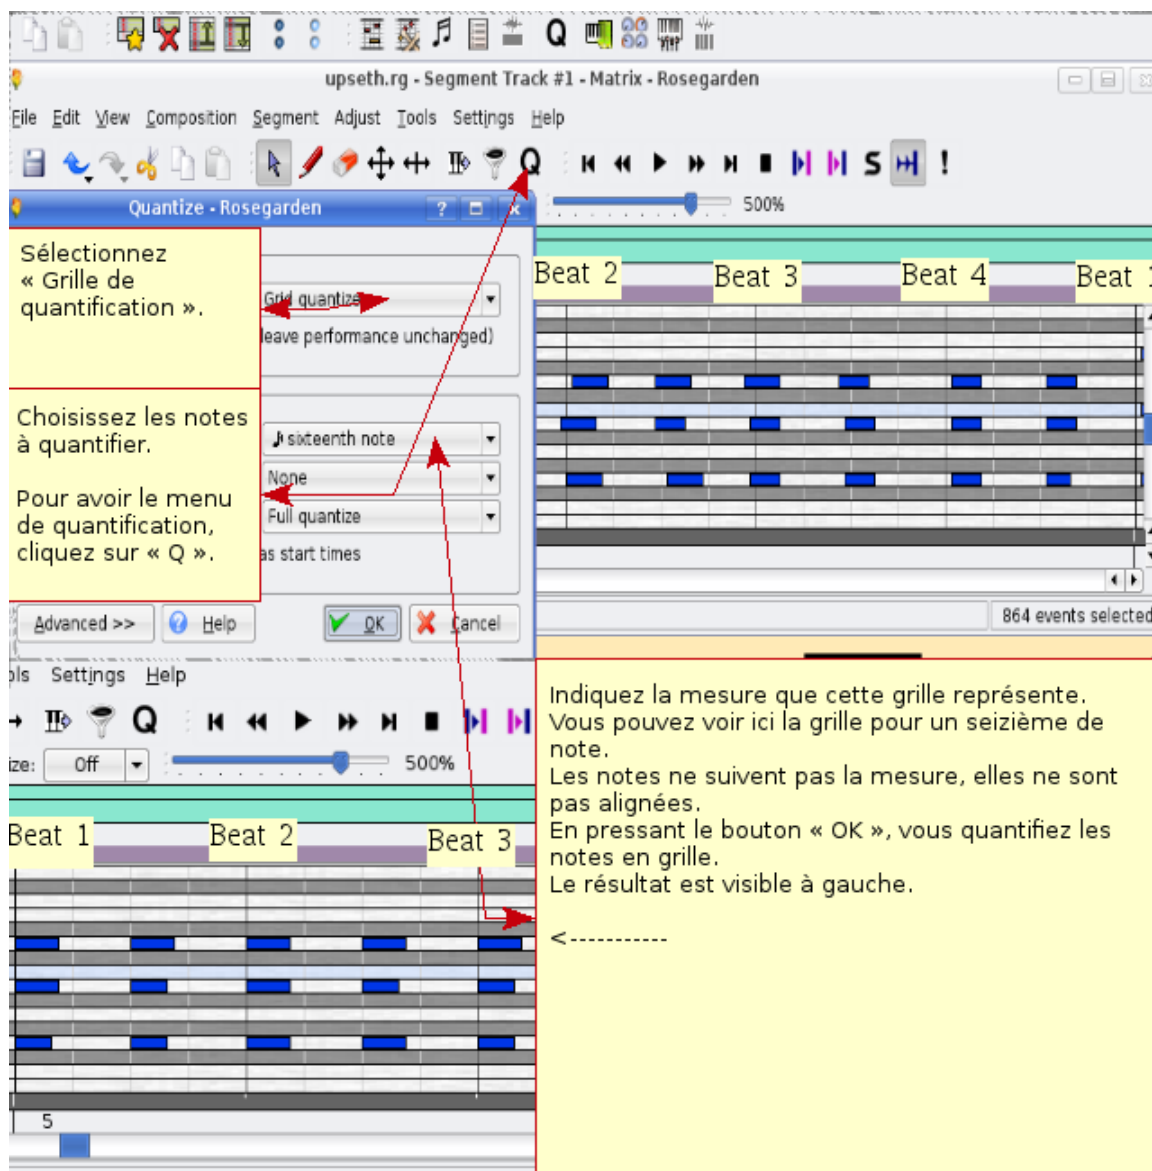 Q
upseth.rg - Segment Track #1 - Matrix - Rosegarden
File Edit View Composition Segment Adjust Tools Settings Help
Q S !
Quantize - Rosegarden ?
500%
Sélectionnez
« Grille de
quantification ».
Grid quantize
leave performance unchanged)
Beat 2 Beat 3 Beat 4 Beat 1
Choisissez les notes
à quantifier.
Pour avoir le menu
de quantification,
cliquez sur « Q ».
sixteenth note
None
Full quantize
as start times
Advanced >> Help OK Cancel
864 events selected
ols Settings Help
Q
ize: Off 500%
Beat 1 Beat 2 Beat 3
5
Indiquez la mesure que cette grille représente.
Vous pouvez voir ici la grille pour un seizième de
note.
Les notes ne suivent pas la mesure, elles ne sont
pas alignées.
En pressant le bouton « OK », vous quantifiez les
notes en grille.
Le résultat est visible à gauche.
<-----------